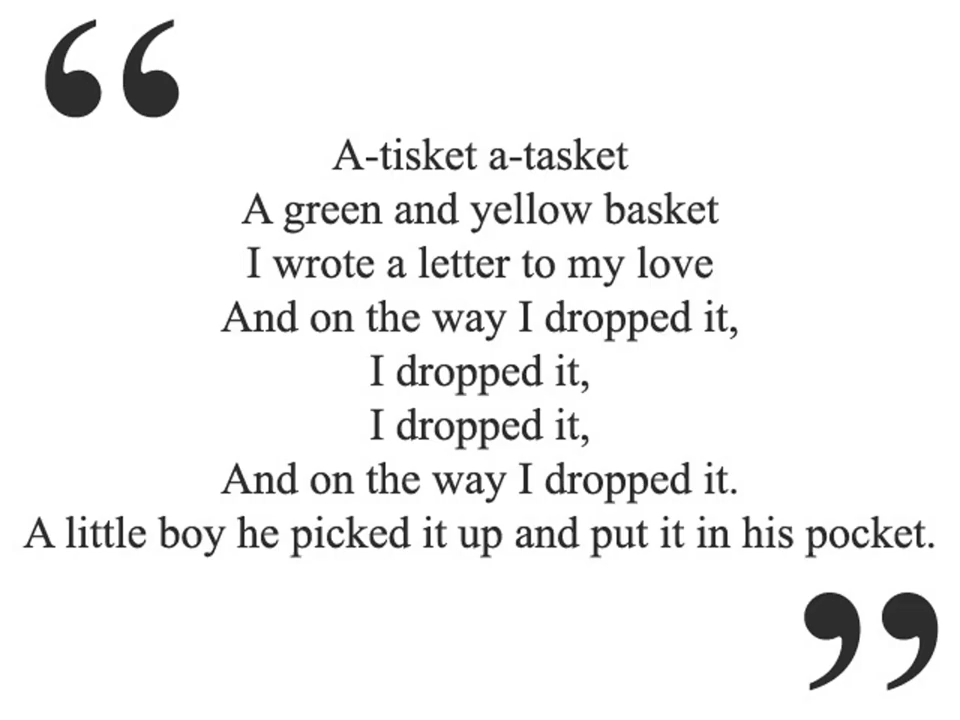 “
A-tisket a-tasket
A green and yellow basket
I wrote a letter to my love
And on the way I dropped it,
I dropped it,
I dropped it,
And on the way I dropped it.
A little boy he picked it up and put it in his pocket.
”